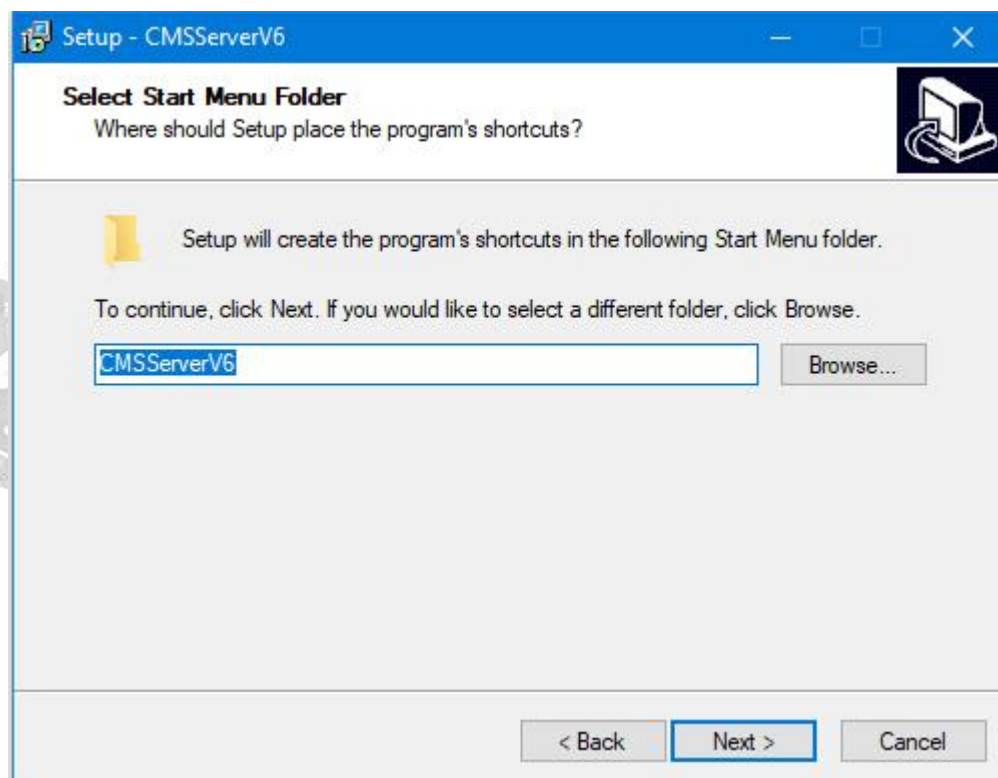 Setup - CMSServerV6
Select Start Menu Folder
Where should Setup place the program's shortcuts?
Setup will create the program's shortcuts in the following Start Menu folder.
To continue, click Next. If you would like to select a different folder, click Browse.
CMSServerV6
Browse...
< Back
Next >
Cancel